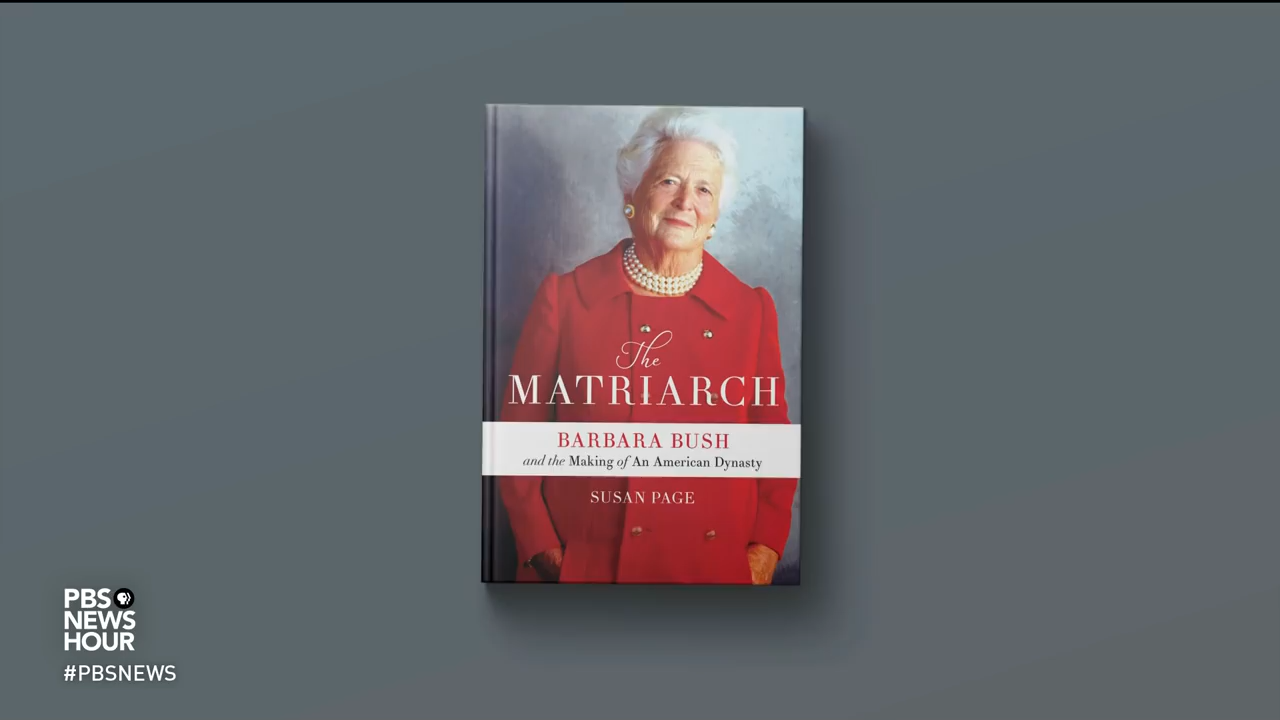 The
MATRIARCH
BARBARA BUSH
and the Making of An American Dynasty
SUSAN PAGE
PBS
NEWS
HOUR
#PBSNEWS